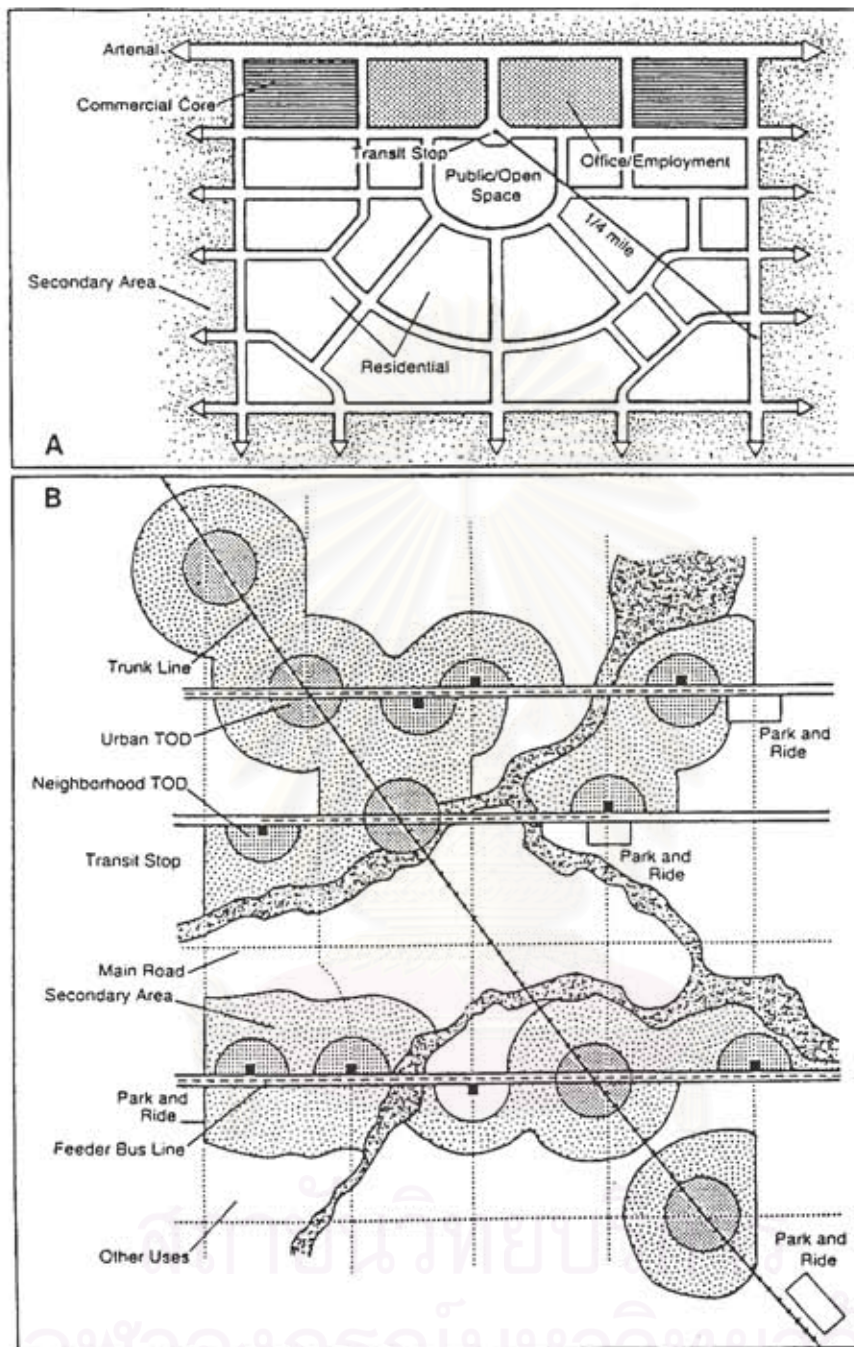 Artenal
Commercial Core
Transit Stop
Office/Employment
Public/Open
Space
1/4 mile
Secondary Area
Residential
A
B
Trunk Line
Park and
Ride
Urban TOD
Neighborhood TOD
Transit Stop
Park and
Ride
Main Road
Secondary Area
Park and
Ride
Feeder Bus Line
Other Uses
Park and
Ride